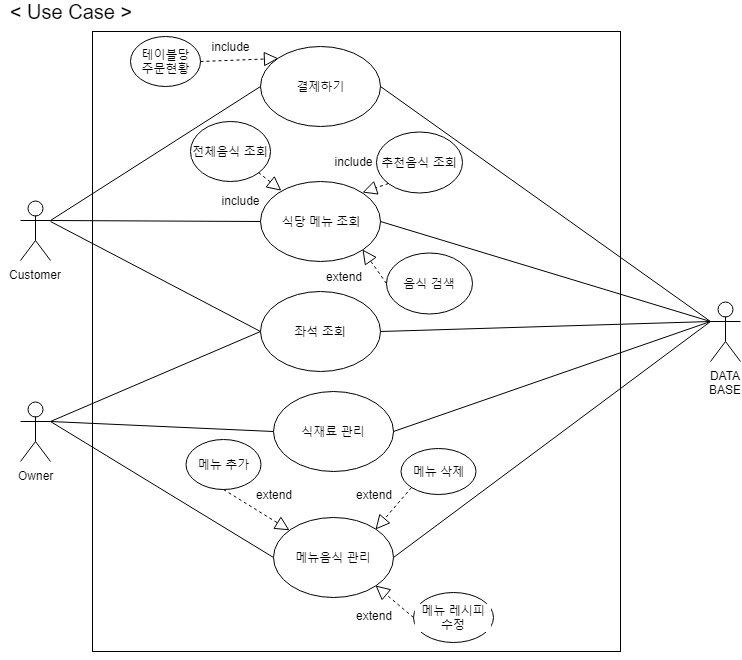 < Use Case >
테이블당
주문현황
include
결제하기
전체음식 조회
include
추천음식 조회
include
식당 메뉴 조회
Customer
extend
음식 검색
좌석 조회
DATA
BASE
Owner
식재료 관리
메뉴 추가
메뉴 삭제
extend
extend
메뉴음식 관리
메뉴 레시피
수정
extend